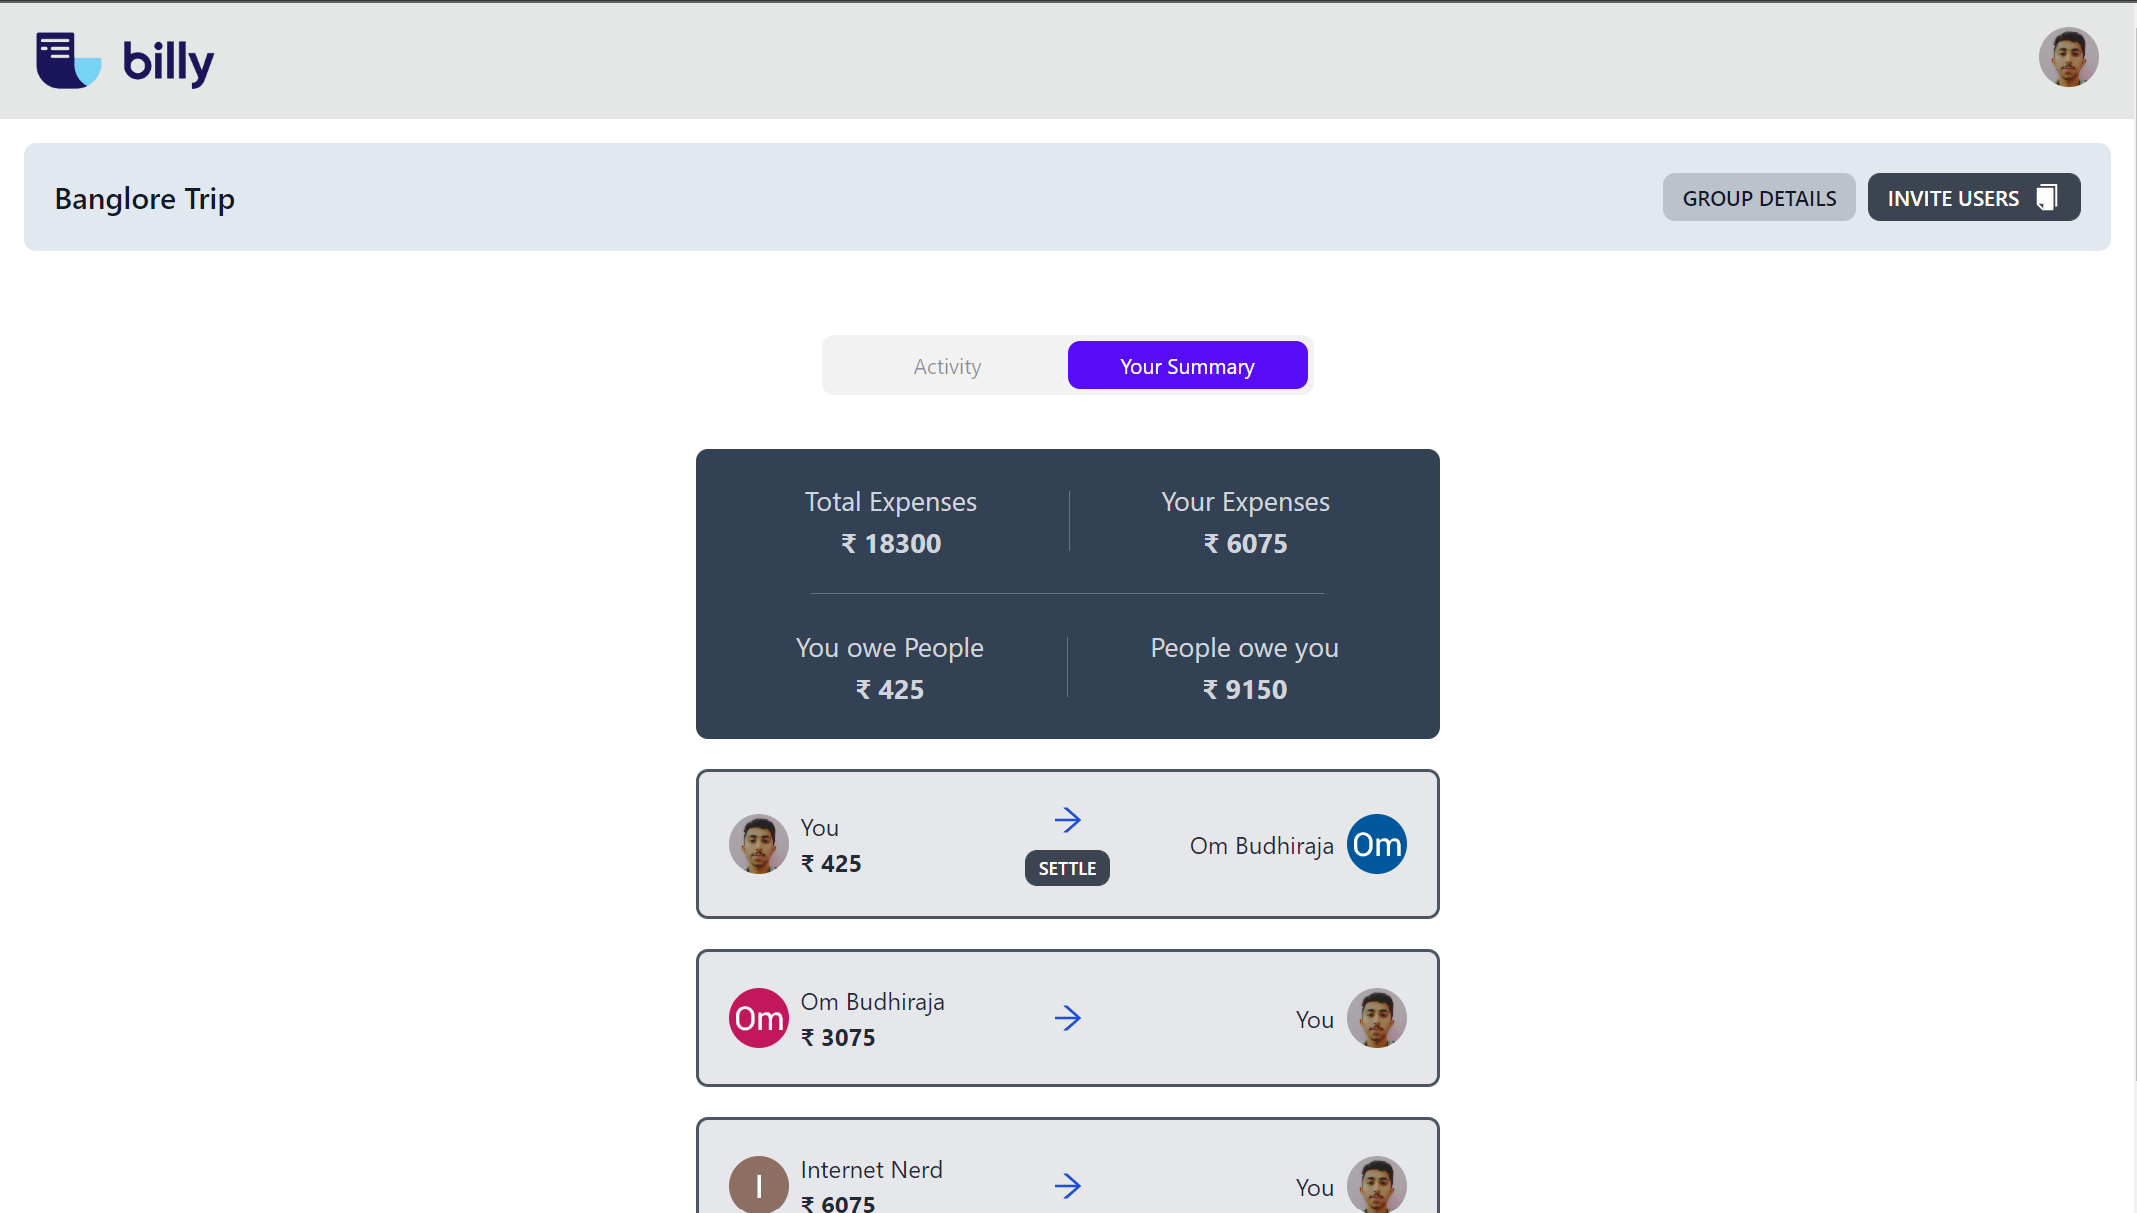 billy
Banglore Trip
GROUP DETAILS
INVITE USERS
Activity
Your Summary
Total Expenses
₹ 18300
Your Expenses
₹ 6075
You owe People
₹ 425
People owe you
₹ 9150
You
₹ 425
SETTLE
Om Budhiraja
Om
Om
Om Budhiraja
₹ 3075
You
I
Internet Nerd
₹ 6075
You